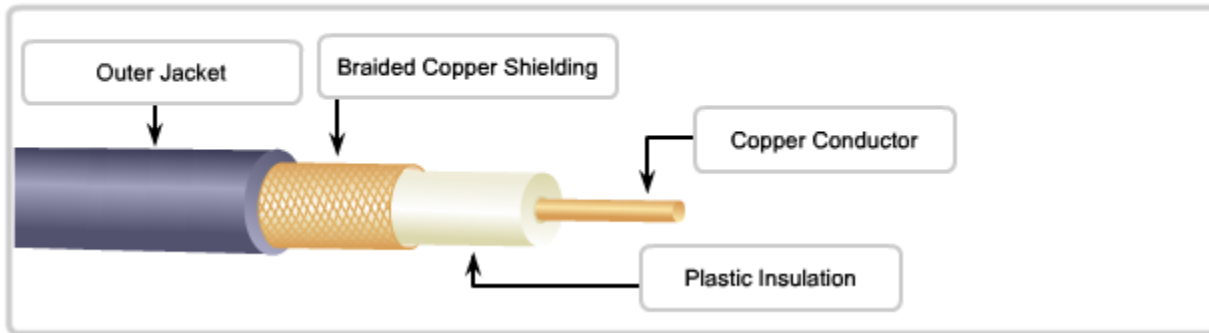 Outer Jacket
Braided Copper Shielding
Copper Conductor
Plastic Insulation